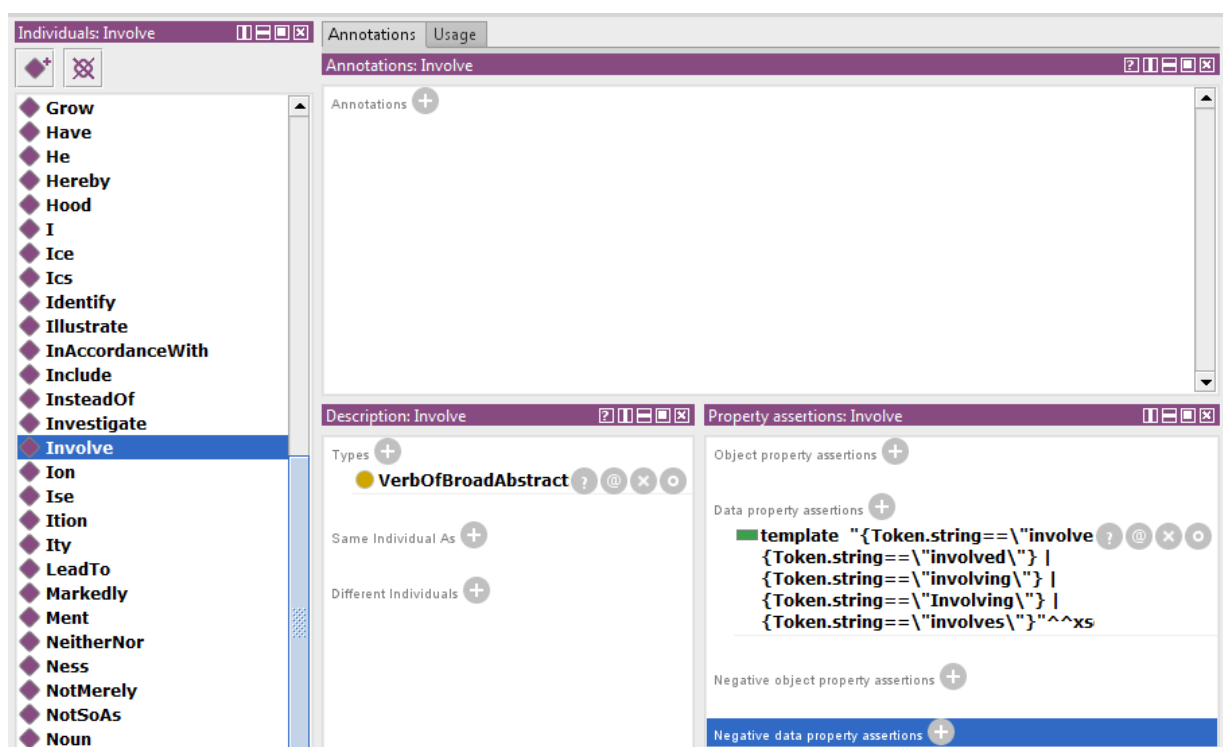 Individuals: Involve
Grow
Have
He
Hereby
Hood
I
Ice
Ics
Identify
Illustrate
InAccordanceWith
Include
InsteadOf
Investigate
Involve
Ion
Ise
Ition
Ity
LeadTo
Markedly
Ment
NeitherNor
Ness
NotMerely
NotSoAs
Noun
Annotations Usage
Annotations: Involve
Annotations
Description: Involve
Types
VerbOfBroadAbstract
Same Individual As
Different Individuals
Property assertions: Involve
Object property assertions
Data property assertions
template "{Token.string==\"involve
{Token.string==\"involved\"} |
{Token.string==\"involving\"} |
{Token.string==\"Involving\"} |
{Token.string==\"involves\"}"^^xs
Negative object property assertions
Negative data property assertions